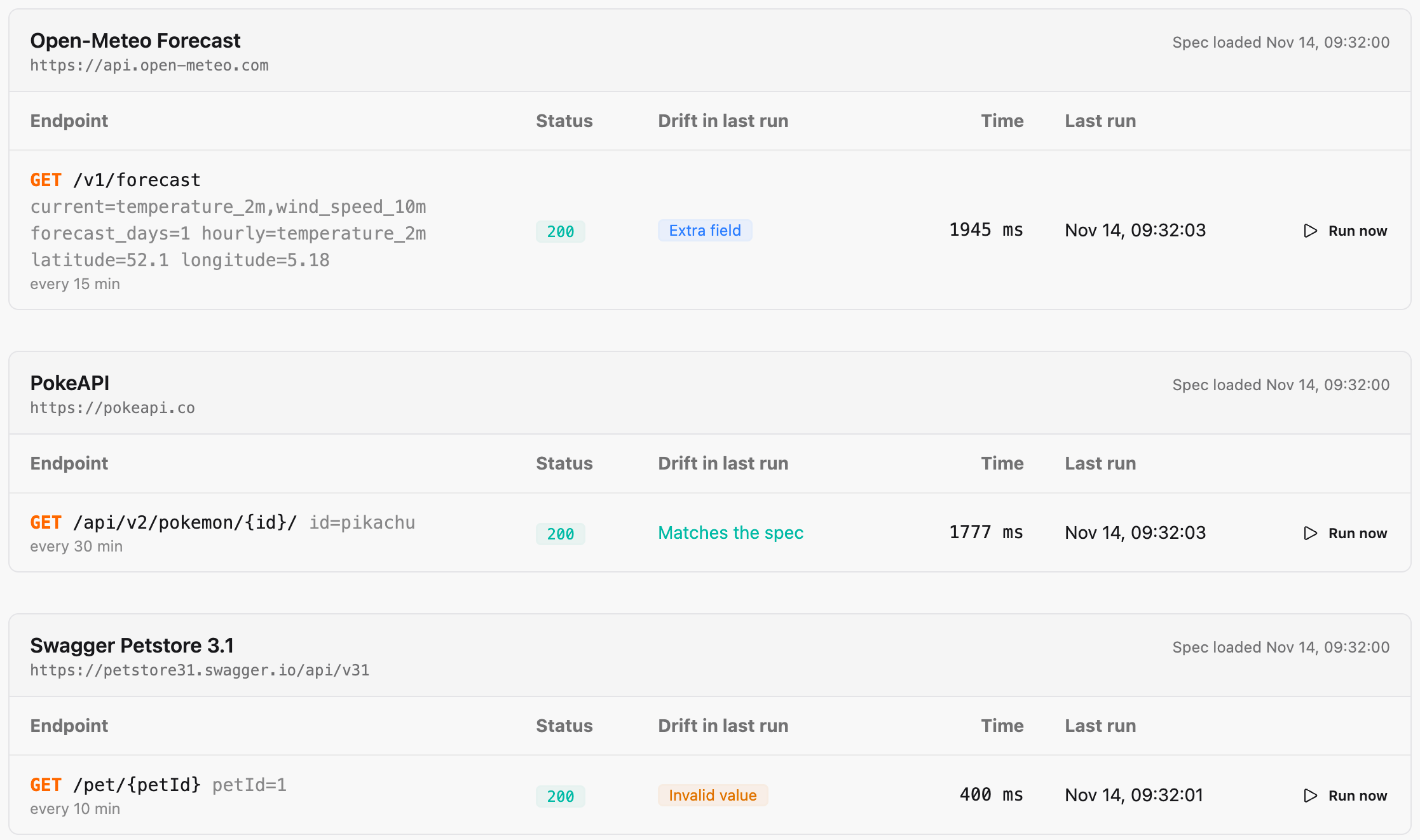 Open-Meteo Forecast
Spec loaded Nov 14, 09:32:00
https://api.open-meteo.com
Endpoint Status Drift in last run Time Last run
GET /v1/forecast
current=temperature_2m,wind_speed_10m
forecast_days=1 hourly=temperature_2m
latitude=52.1 longitude=5.18
every 15 min
200 Extra field 1945 ms Nov 14, 09:32:03 Run now
PokeAPI
Spec loaded Nov 14, 09:32:00
https://pokeapi.co
Endpoint Status Drift in last run Time Last run
GET /api/v2/pokemon/{id}/ id=pikachu
every 30 min
200 Matches the spec 1777 ms Nov 14, 09:32:03 Run now
Swagger Petstore 3.1
Spec loaded Nov 14, 09:32:00
https://petstore31.swagger.io/api/v31
Endpoint Status Drift in last run Time Last run
GET /pet/{petId} petId=1
every 10 min
200 Invalid value 400 ms Nov 14, 09:32:01 Run now